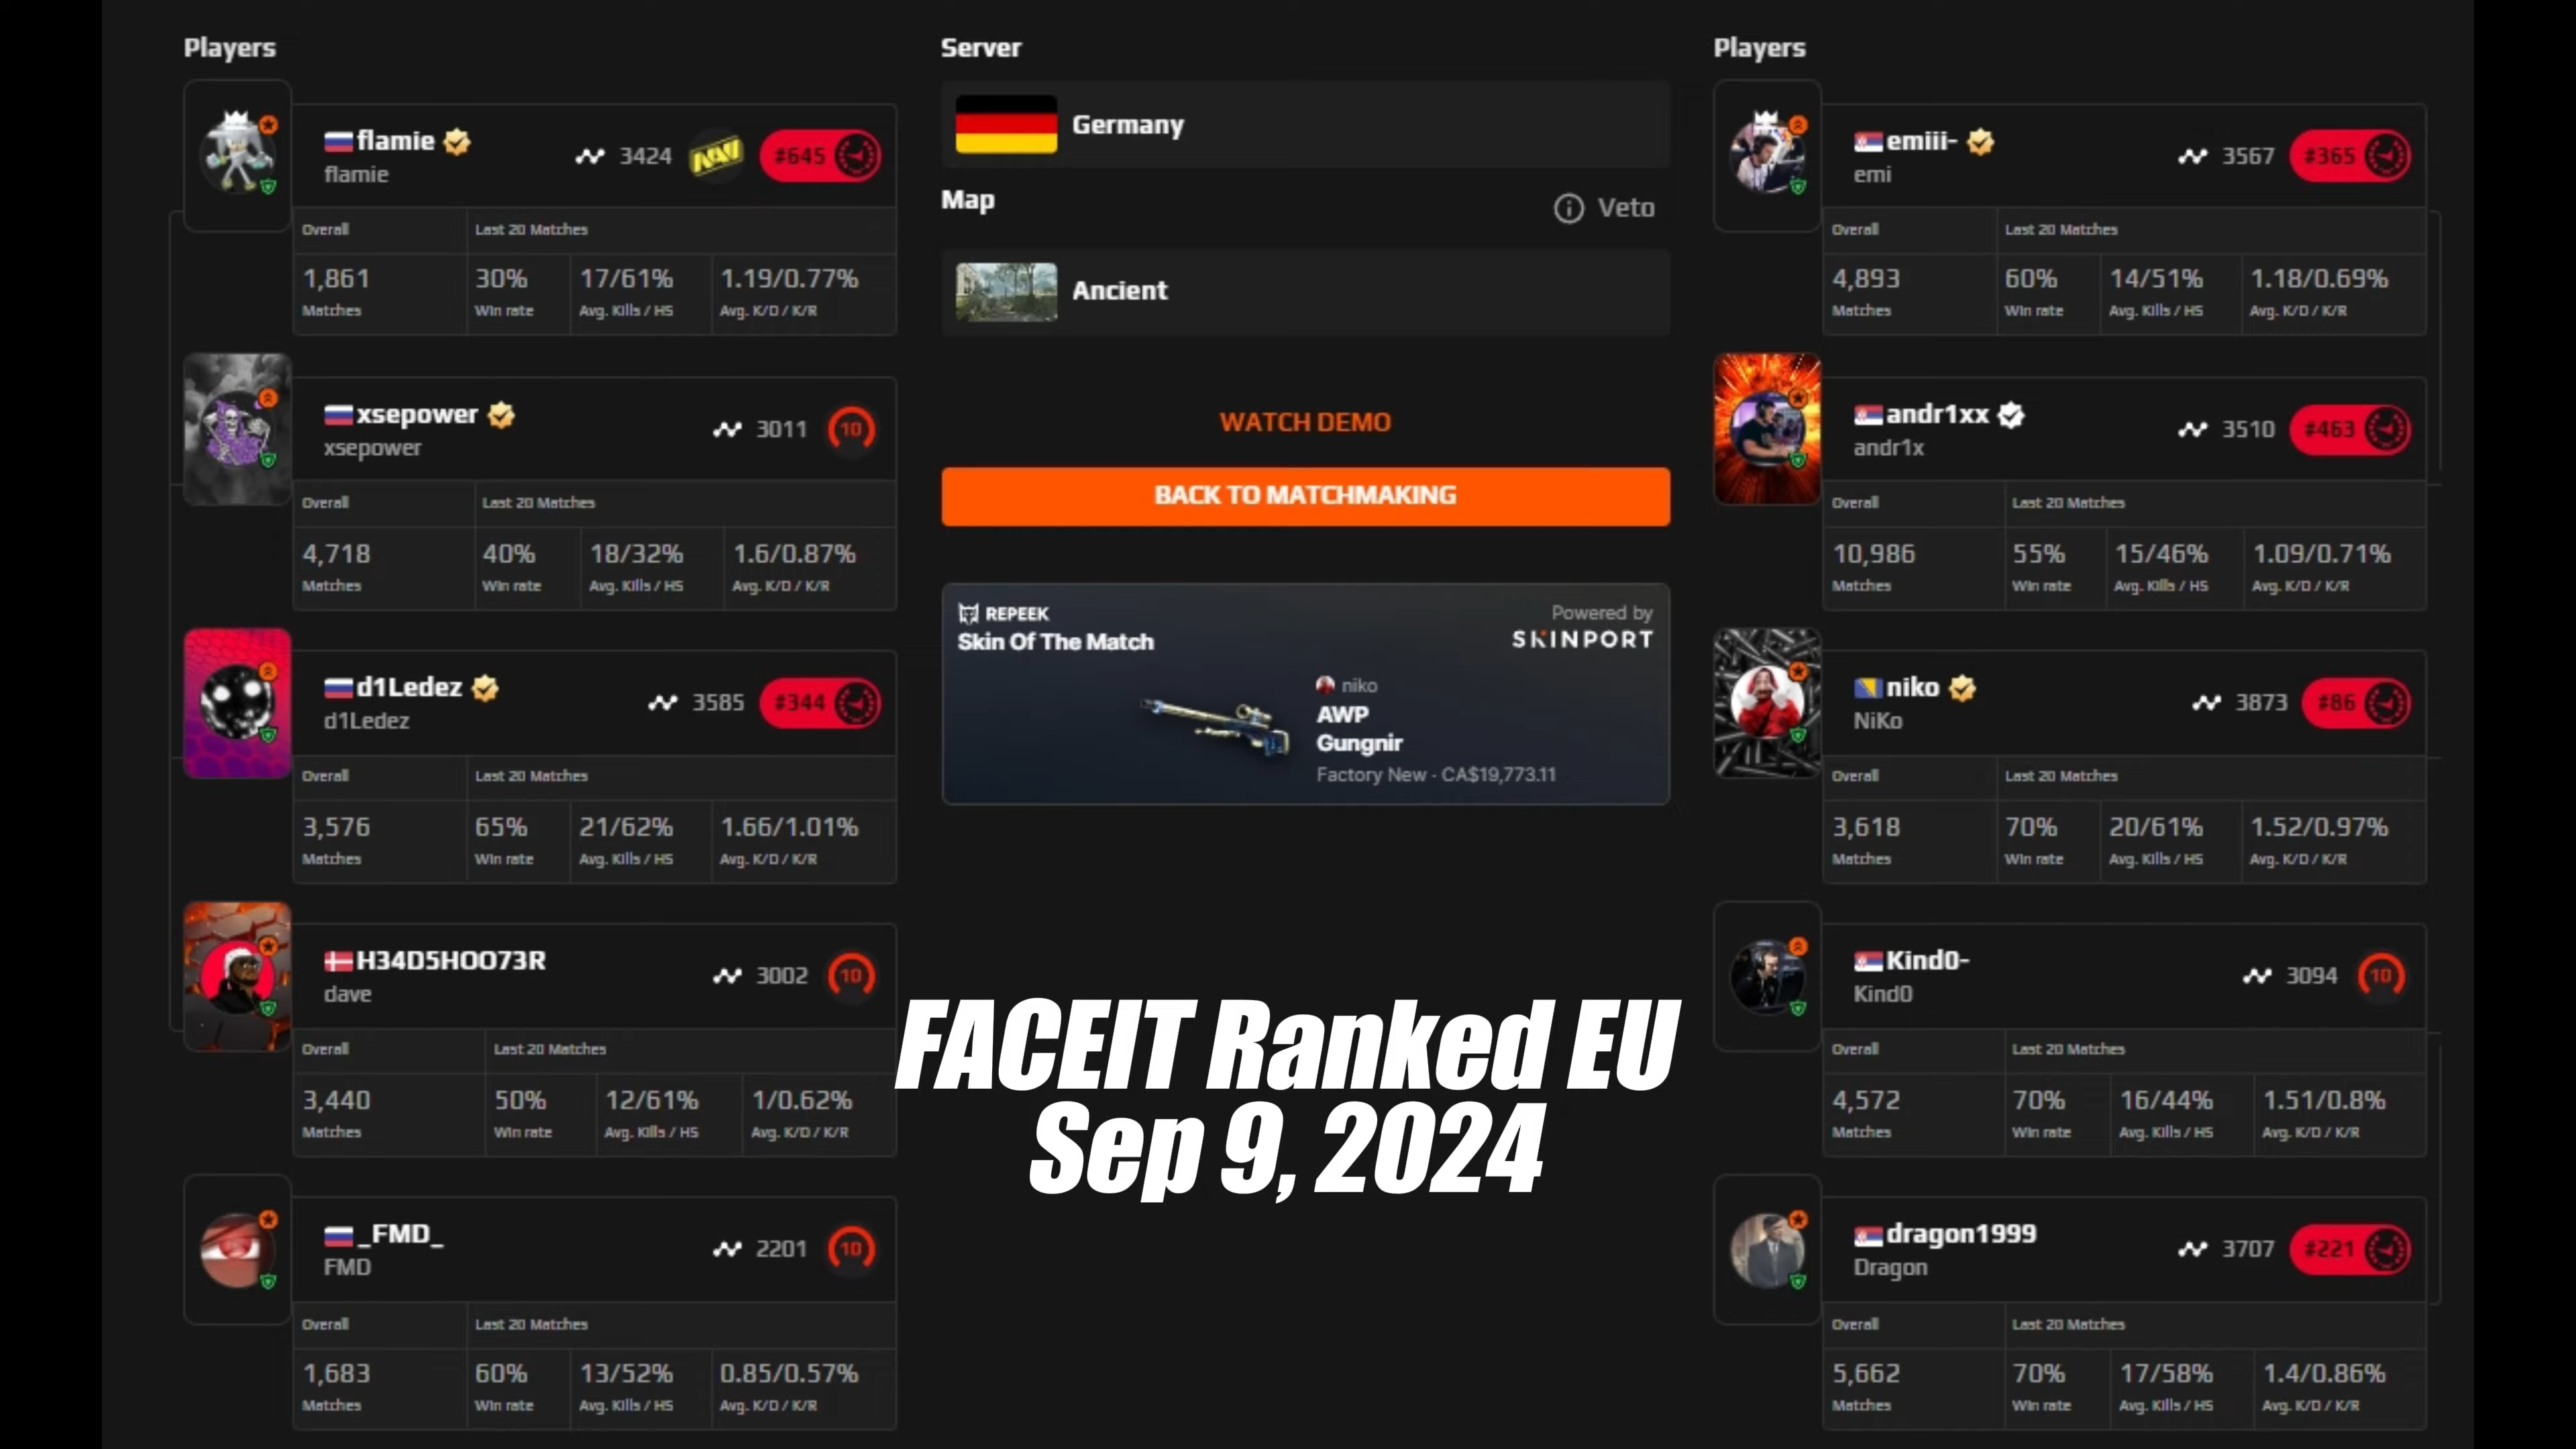 Players
flamie
3424
NAVI
#645
flamie
Overall
Last 20 Matches
1,861
30%
17/61%
1.19/0.77%
Matches
Win rate
Avg. Kills / HS
Avg. K/D / K/R
xsepower
3011
10
xsepower
Overall
Last 20 Matches
4,718
40%
18/32%
1.6/0.87%
Matches
Win rate
Avg. Kills / HS
Avg. K/D / K/R
d1Ledez
3585
#344
d1Ledez
Overall
Last 20 Matches
3,576
65%
21/62%
1.66/1.01%
Matches
Win rate
Avg. Kills / HS
Avg. K/D / K/R
H34D5HOO73R
3002
10
dave
Overall
Last 20 Matches
3,440
50%
12/61%
1/0.62%
Matches
Win rate
Avg. Kills / HS
Avg. K/D / K/R
_FMD_
2201
10
FMD
Overall
Last 20 Matches
1,683
60%
13/52%
0.85/0.57%
Matches
Win rate
Avg. Kills / HS
Avg. K/D / K/R
Server
Germany
Map
Veto
Ancient
WATCH DEMO
BACK TO MATCHMAKING
REPEEK
Powered by
Skin Of The Match
SKINPORT
niko
AWP
Gungnir
Factory New - CA$19,773.11
FACEIT Ranked EU
Sep 9, 2024
Players
emiii-
3567
#365
emi
Overall
Last 20 Matches
4,893
60%
14/51%
1.18/0.69%
Matches
Win rate
Avg. Kills / HS
Avg. K/D / K/R
andr1xx
3510
#463
andr1x
Overall
Last 20 Matches
10,986
55%
15/46%
1.09/0.71%
Matches
Win rate
Avg. Kills / HS
Avg. K/D / K/R
niko
3873
#86
NiKo
Overall
Last 20 Matches
3,618
70%
20/61%
1.52/0.97%
Matches
Win rate
Avg. Kills / HS
Avg. K/D / K/R
Kind0-
3094
10
Kind0
Overall
Last 20 Matches
4,572
70%
16/44%
1.51/0.8%
Matches
Win rate
Avg. Kills / HS
Avg. K/D / K/R
dragon1999
3707
#221
Dragon
Overall
Last 20 Matches
5,662
70%
17/58%
1.4/0.86%
Matches
Win rate
Avg. Kills / HS
Avg. K/D / K/R